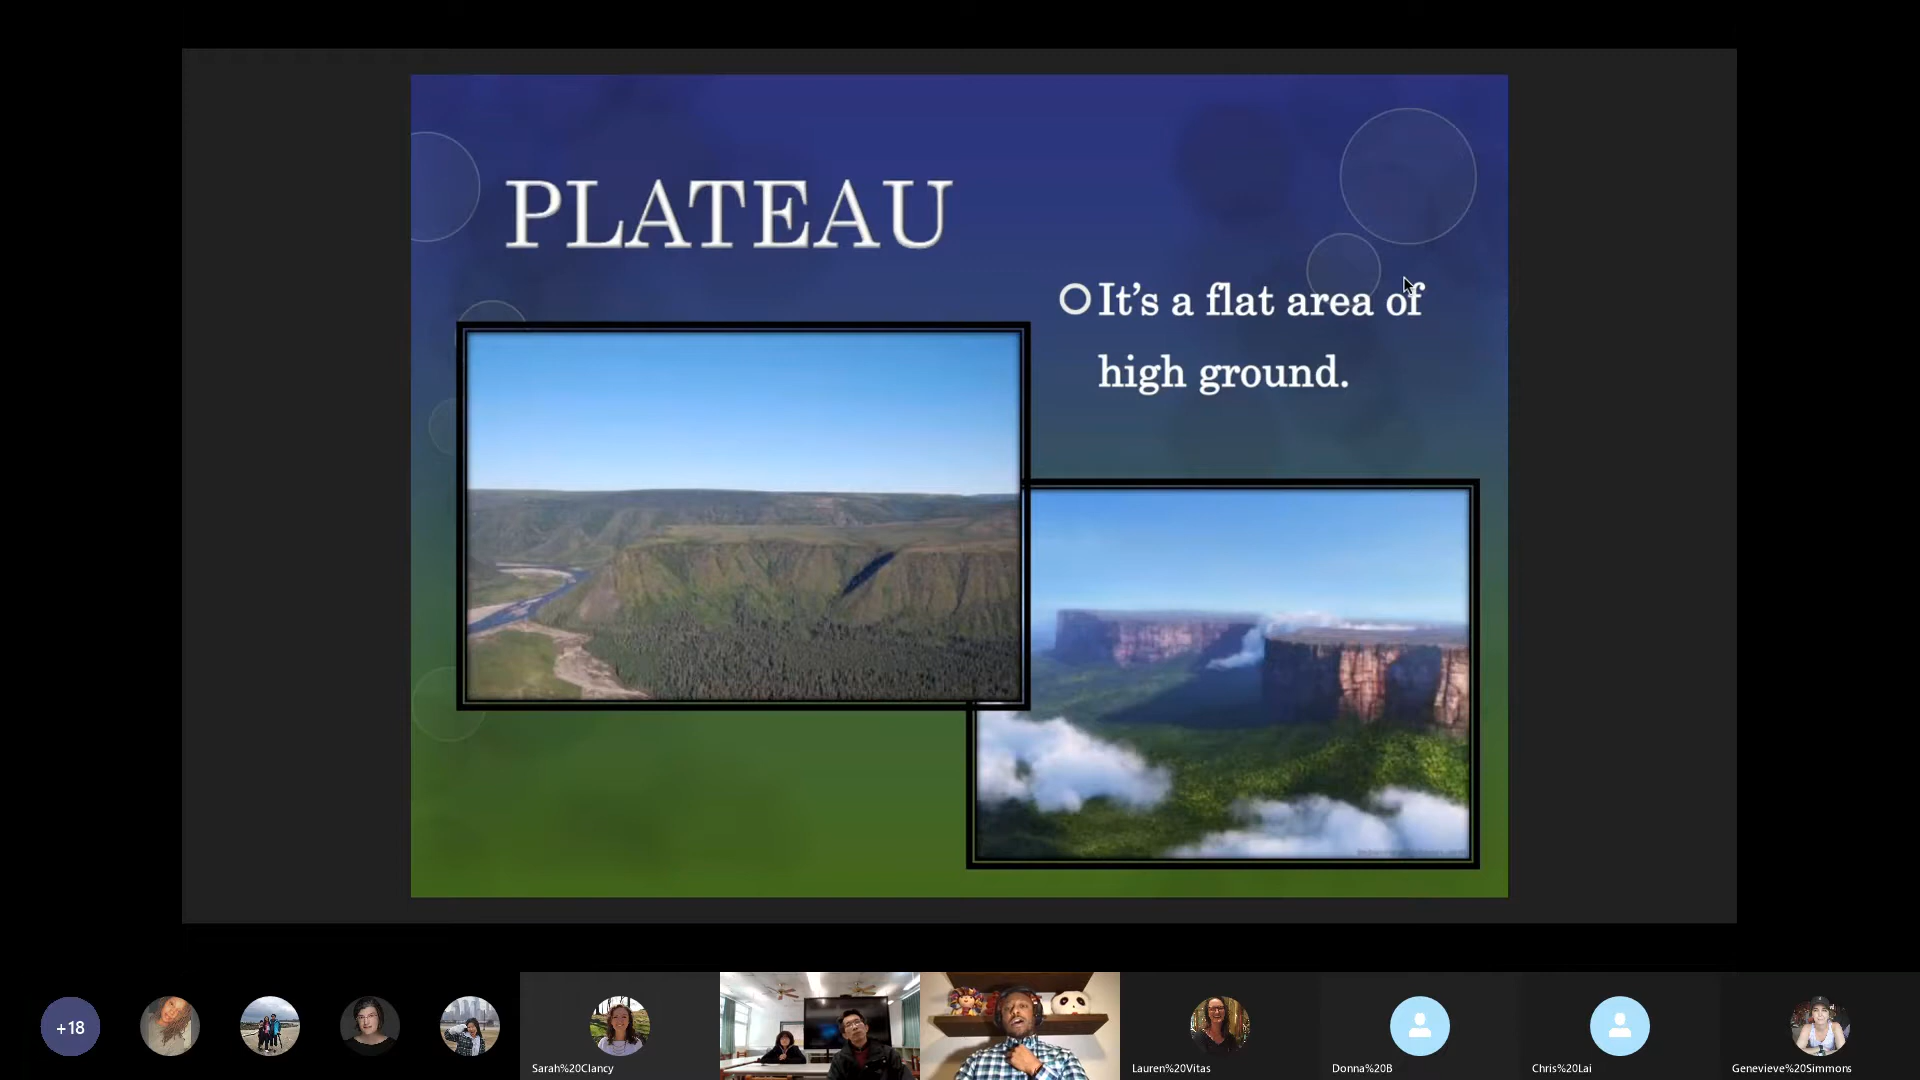 PLATEAU
It's a flat area of
high ground.
+18
Sarah%20Clancy
Lauren%20Vitas
Donna%20B
Chris%20Lai
Genevieve%20Simmons